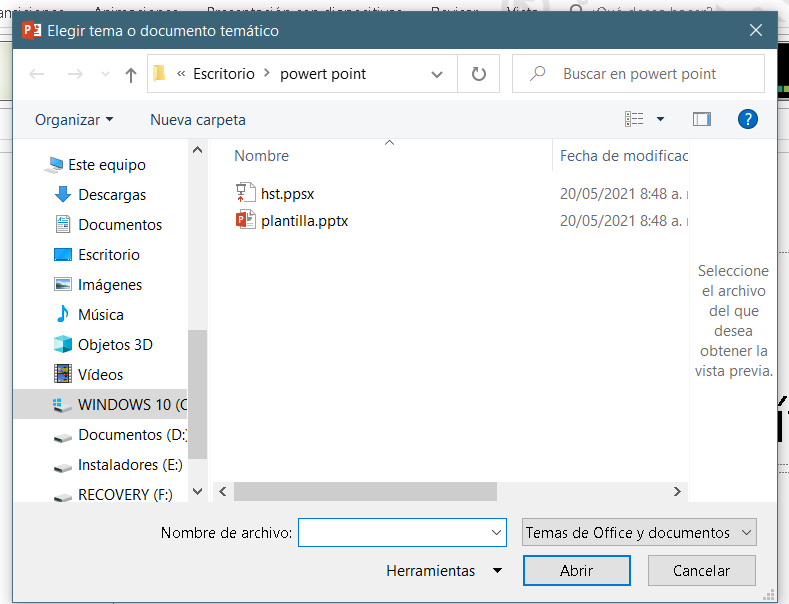 Elegir tema o documento temático
« Escritorio > powert point
Buscar en powert point
Organizar
Nueva carpeta
?
Este equipo
Descargas
Documentos
Escritorio
Imágenes
Música
Objetos 3D
Vídeos
WINDOWS 10 (C
Documentos (D:)
Instaladores (E:)
RECOVERY (F:)
Nombre
Fecha de modificac
hst.ppsx
20/05/2021 8:48 a.
plantilla.pptx
20/05/2021 8:48 a.
Seleccione
el archivo
del que
desea
obtener la
vista previa.
Nombre de archivo:
Temas de Office y documentos
Herramientas
Abrir
Cancelar